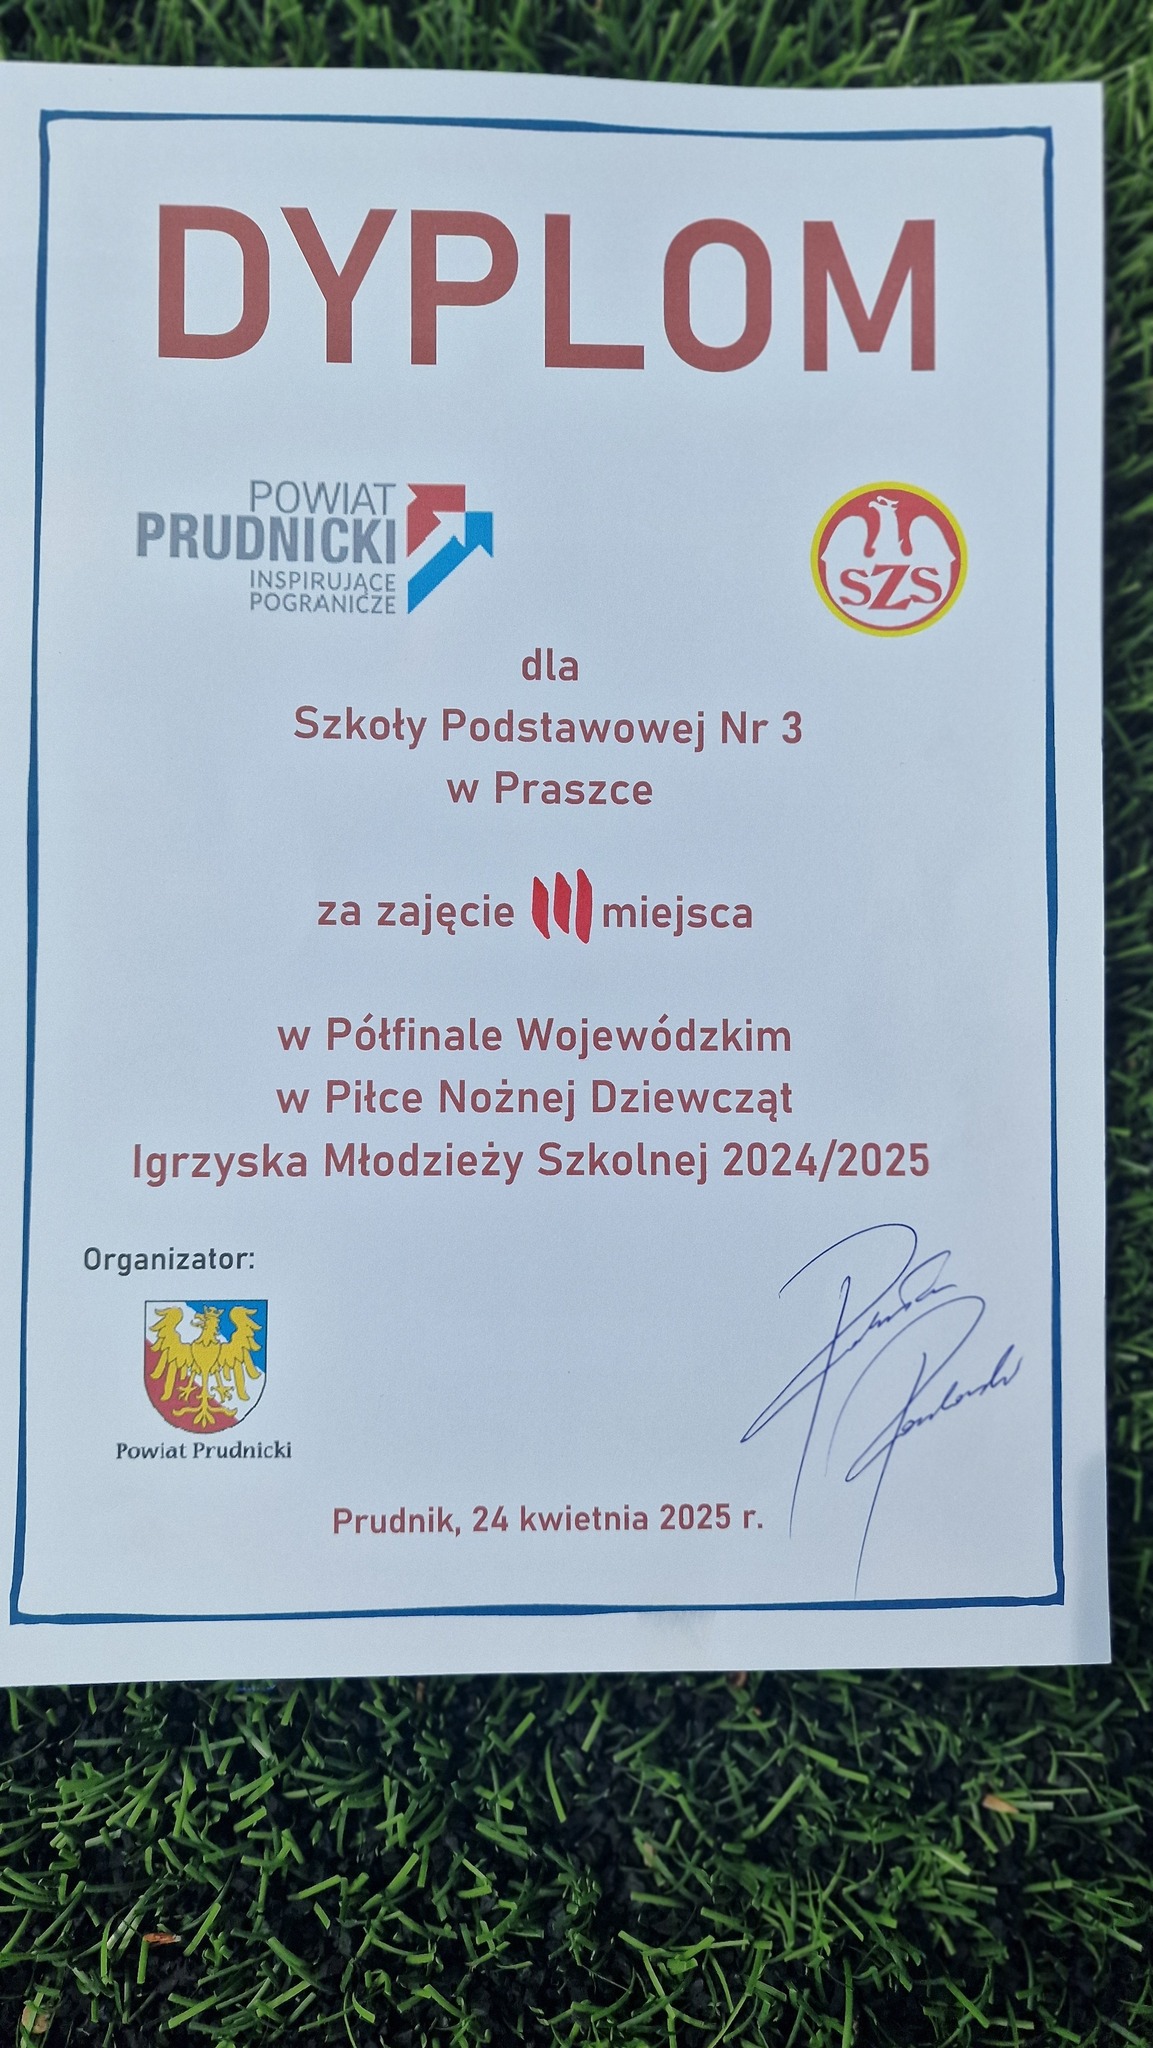 DYPLOM
POWIAT
PRUDNICKI
INSPIRUJĄCE
POGRANICZE
SZS
dla
Szkoły Podstawowej Nr 3
w Praszce
za zajęcie III miejsca
w Półfinale Wojewódzkim
w Piłce Nożnej Dziewcząt
Igrzyska Młodzieży Szkolnej 2024/2025
Organizator:
Powiat Prudnicki
Prudnik, 24 kwietnia 2025 r.